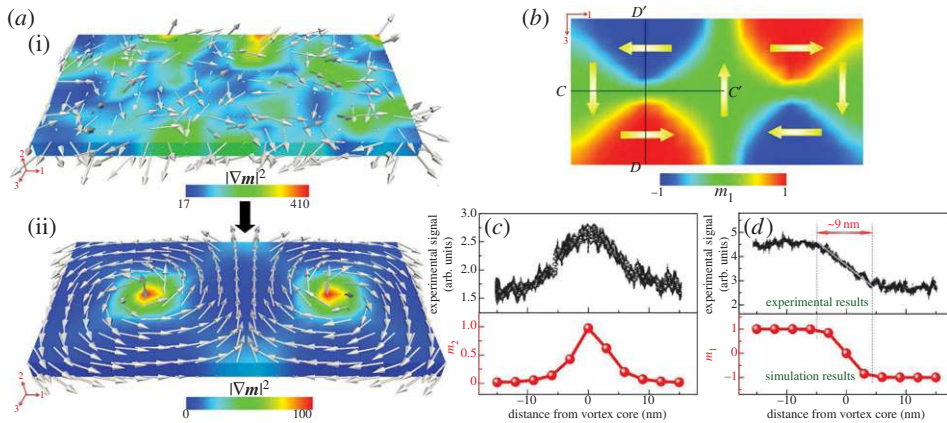 (a)
(i)
2
1
3
|∇m|²
17
410
(ii)
2
1
3
|∇m|²
0
100
(b)
1
3
D′
C
C′
D
−1
m₁
1
(c)
experimental signal
(arb. units)
3.0
2.5
2.0
1.5
m₂
1.0
0.5
0
−10
0
10
distance from vortex core (nm)
(d)
~9 nm
experimental signal
(arb. units)
5
4
3
2
experimental results
m₁
1
0
−1
simulation results
−10
0
10
distance from vortex core (nm)